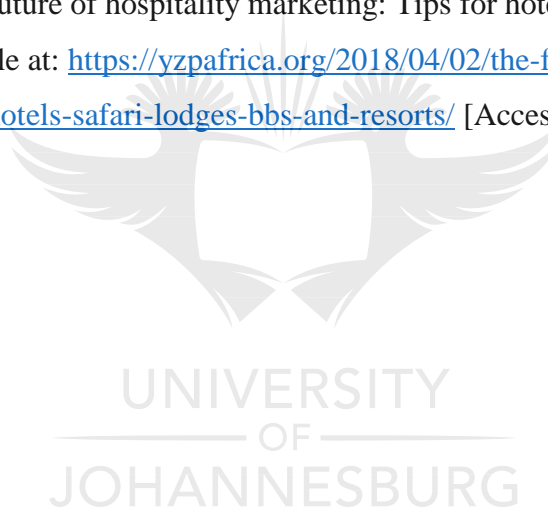 uture of hospitality marketing: Tips for hote
le at: https://yzpafrica.org/2018/04/02/the-f
otels-safari-lodges-bbs-and-resorts/ [Acces
UNIVERSITY
OF
JOHANNESBURG